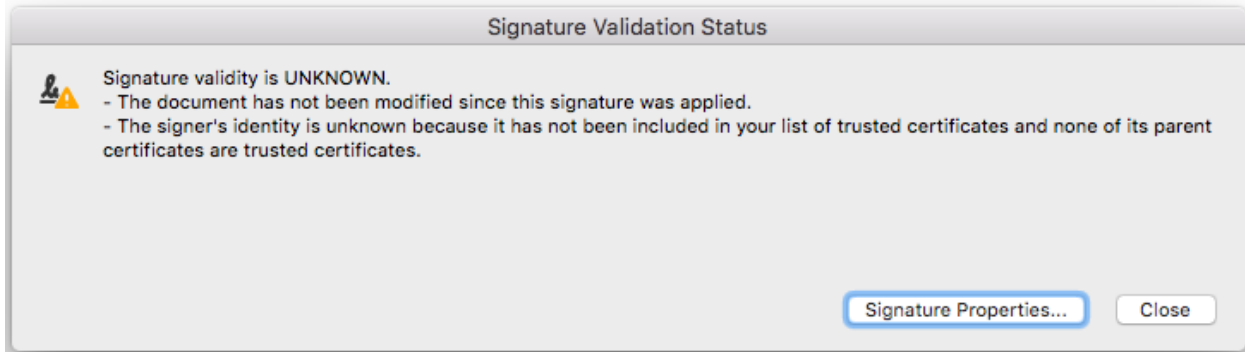 Signature Validation Status
Signature validity is UNKNOWN.
- The document has not been modified since this signature was applied.
- The signer's identity is unknown because it has not been included in your list of trusted certificates and none of its parent
certificates are trusted certificates.
Signature Properties...
Close